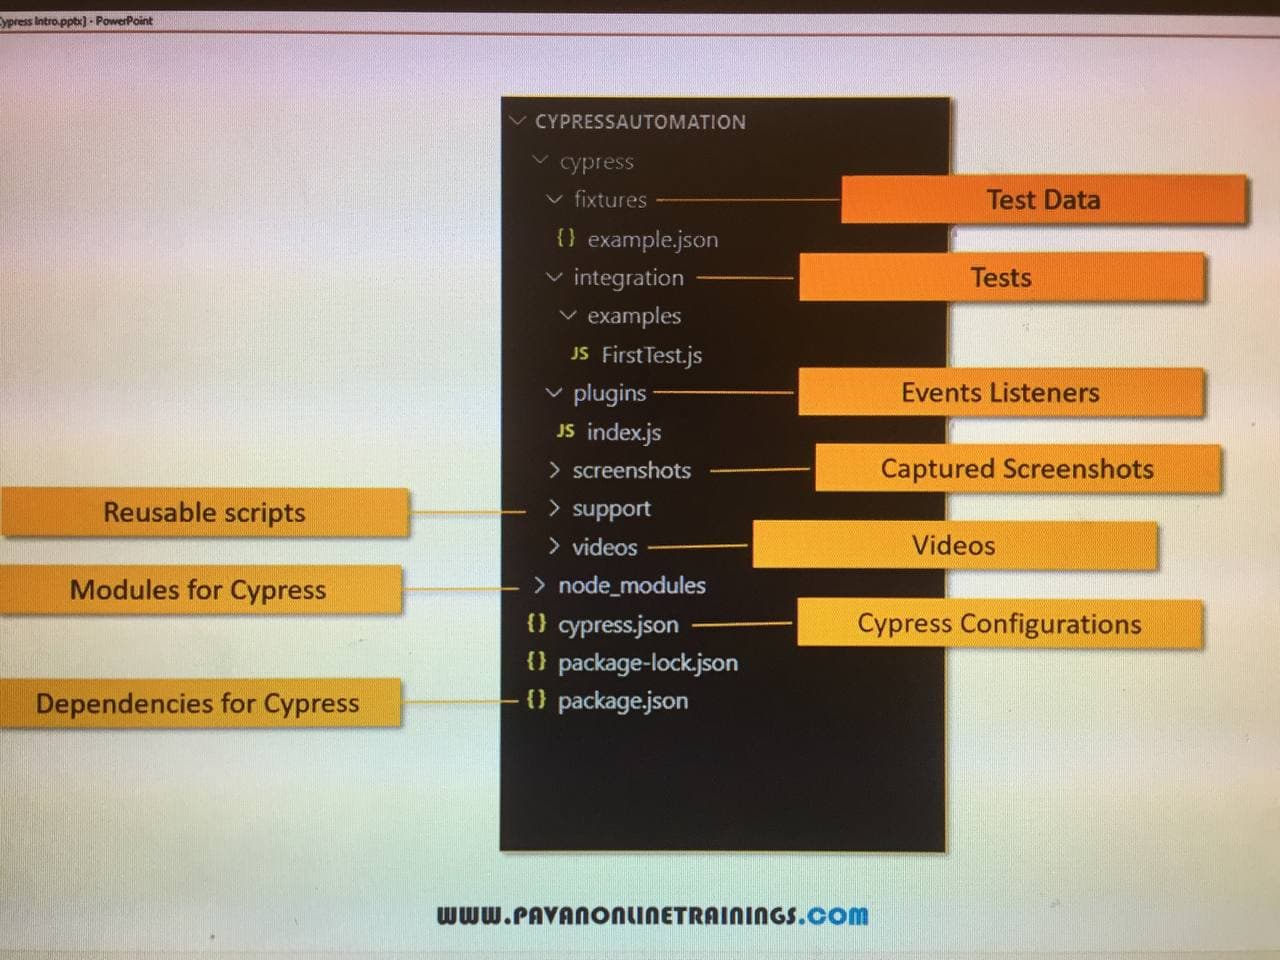 ypress Intro.pptx] - PowerPoint
CYPRESSAUTOMATION
cypress
fixtures
Test Data
{} example.json
integration
Tests
examples
JS FirstTest.js
plugins
Events Listeners
JS index.js
screenshots
Captured Screenshots
Reusable scripts
support
videos
Videos
Modules for Cypress
node_modules
{} cypress.json
Cypress Configurations
{} package-lock.json
Dependencies for Cypress
{} package.json
WWW.PAVANONLINETRAININGS.COM